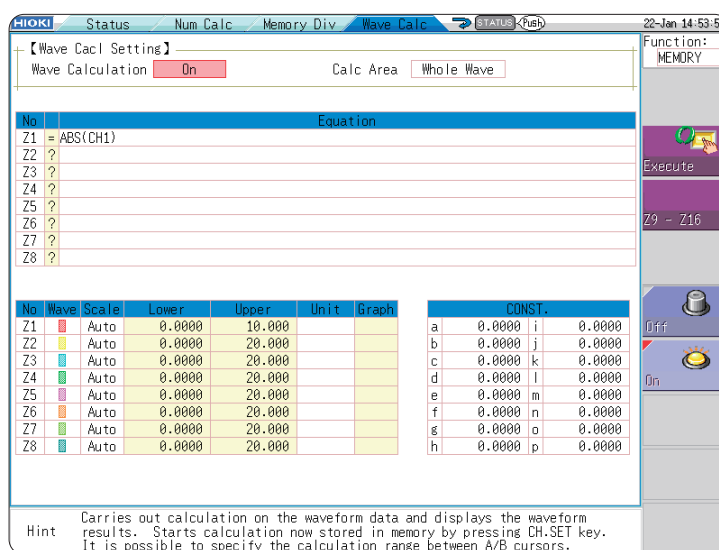 HIOKI Status Num Calc Memory Div Wave Calc STATUS Push 22-Jan 14:53:5
Function:
MEMORY
【Wave Cacl Setting】
Wave Calculation On Calc Area Whole Wave
No Equation
Z1 = ABS(CH1)
Z2 ?
Z3 ?
Z4 ?
Z5 ?
Z6 ?
Z7 ?
Z8 ?
Execute
Z9 - Z16
No Wave Scale Lower Upper Unit Graph CONST.
Z1 Auto 0.0000 10.000 a 0.0000 i 0.0000
Z2 Auto 0.0000 20.000 b 0.0000 j 0.0000
Z3 Auto 0.0000 20.000 c 0.0000 k 0.0000
Z4 Auto 0.0000 20.000 d 0.0000 l 0.0000
Z5 Auto 0.0000 20.000 e 0.0000 m 0.0000
Z6 Auto 0.0000 20.000 f 0.0000 n 0.0000
Z7 Auto 0.0000 20.000 g 0.0000 o 0.0000
Z8 Auto 0.0000 20.000 h 0.0000 p 0.0000
Off
On
Hint Carries out calculation on the waveform data and displays the waveform
results. Starts calculation now stored in memory by pressing CH.SET key.
It is possible to specify the calculation range between A/B cursors.